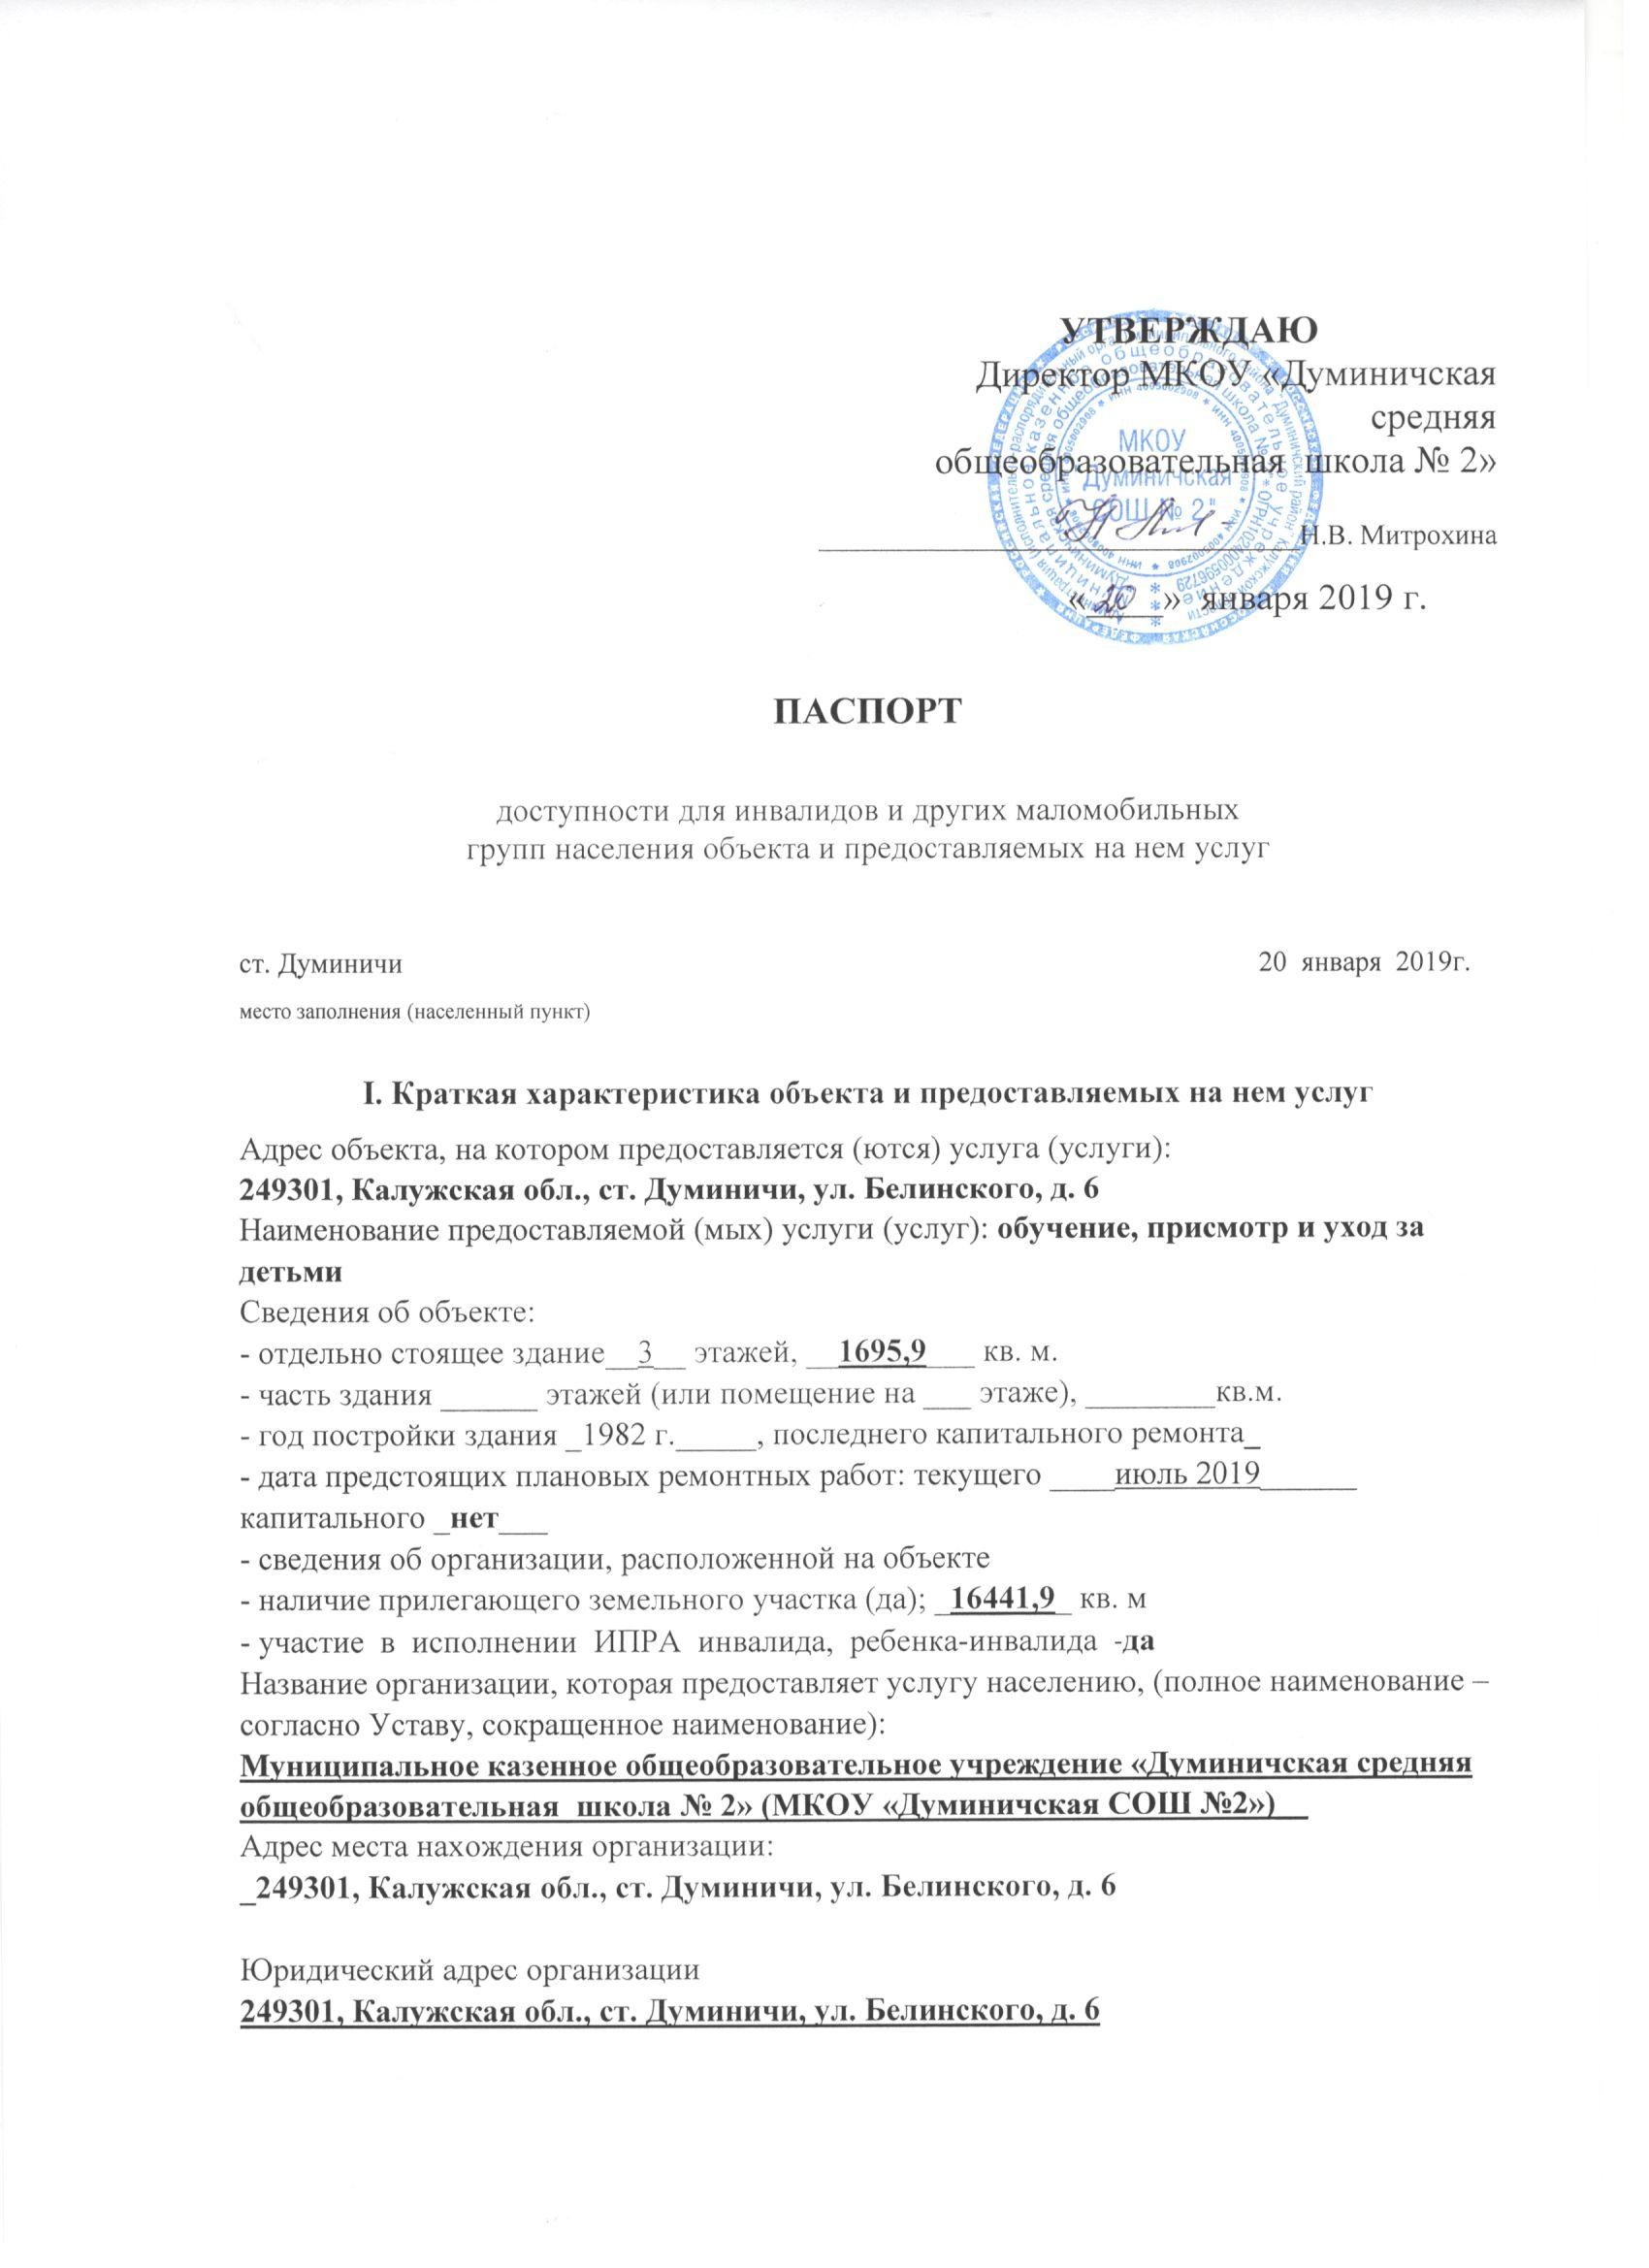 УТВЕРЖДАЮ
Директор МКОУ «Думиничская
средняя
общеобразовательная школа № 2»
МКОУ
"Думиничская
СОШ № 2"
____ Н.В. Митрохина
«20» января 2019 г.
ПАСПОРТ
доступности для инвалидов и других маломобильных
групп населения объекта и предоставляемых на нем услуг
ст. Думиничи 20 января 2019г.
место заполнения (населенный пункт)
I. Краткая характеристика объекта и предоставляемых на нем услуг
Адрес объекта, на котором предоставляется (ются) услуга (услуги):
249301, Калужская обл., ст. Думиничи, ул. Белинского, д. 6
Наименование предоставляемой (мых) услуги (услуг): обучение, присмотр и уход за
детьми
Сведения об объекте:
- отдельно стоящее здание__3__ этажей, __1695,9___ кв. м.
- часть здания ______ этажей (или помещение на ___ этаже), ________кв.м.
- год постройки здания _1982 г._____, последнего капитального ремонта_
- дата предстоящих плановых ремонтных работ: текущего ____июль 2019______
капитального _нет___
- сведения об организации, расположенной на объекте
- наличие прилегающего земельного участка (да); _16441,9_ кв. м
- участие в исполнении ИПРА инвалида, ребенка-инвалида -да
Название организации, которая предоставляет услугу населению, (полное наименование –
согласно Уставу, сокращенное наименование):
Муниципальное казенное общеобразовательное учреждение «Думиничская средняя
общеобразовательная школа № 2» (МКОУ «Думиничская СОШ №2»)__
Адрес места нахождения организации:
_249301, Калужская обл., ст. Думиничи, ул. Белинского, д. 6
Юридический адрес организации
249301, Калужская обл., ст. Думиничи, ул. Белинского, д. 6